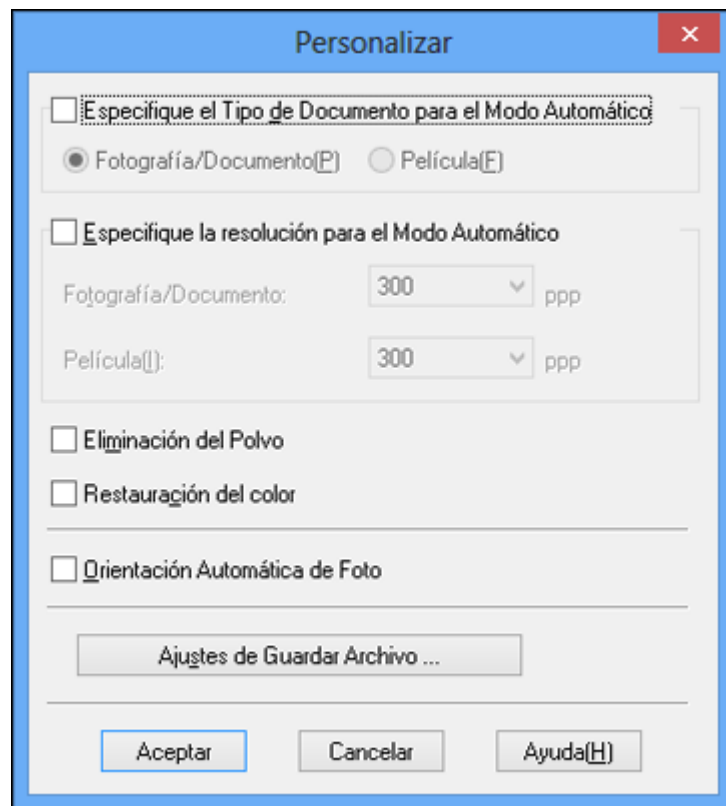 Personalizar
Especifique el Tipo de Documento para el Modo Automático
Fotografía/Documento(P) Película(F)
Especifique la resolución para el Modo Automático
Fotografía/Documento: 300 ppp
Película(I): 300 ppp
Eliminación del Polvo
Restauración del color
Orientación Automática de Foto
Ajustes de Guardar Archivo ...
Aceptar Cancelar Ayuda(H)